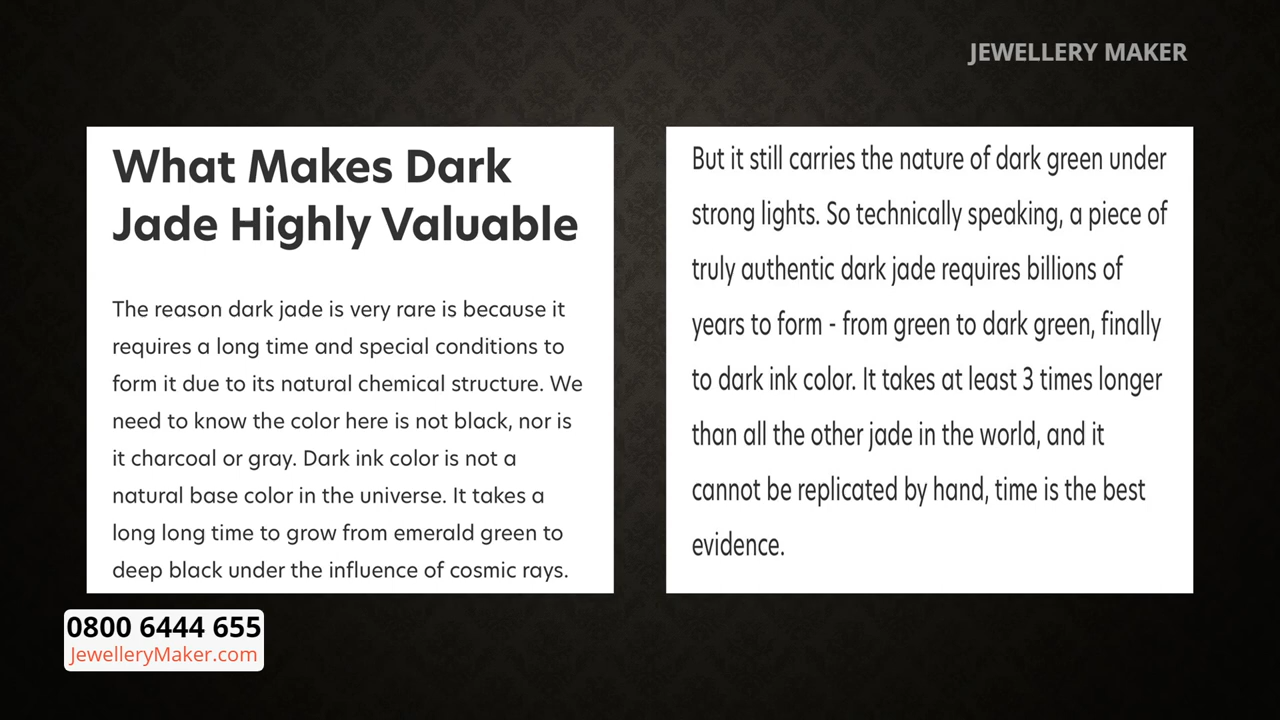 JEWELLERY MAKER
What Makes Dark
Jade Highly Valuable
The reason dark jade is very rare is because it
requires a long time and special conditions to
form it due to its natural chemical structure. We
need to know the color here is not black, nor is
it charcoal or gray. Dark ink color is not a
natural base color in the universe. It takes a
long long time to grow from emerald green to
deep black under the influence of cosmic rays.
But it still carries the nature of dark green under
strong lights. So technically speaking, a piece of
truly authentic dark jade requires billions of
years to form - from green to dark green, finally
to dark ink color. It takes at least 3 times longer
than all the other jade in the world, and it
cannot be replicated by hand, time is the best
evidence.
0800 6444 655
JewelleryMaker.com